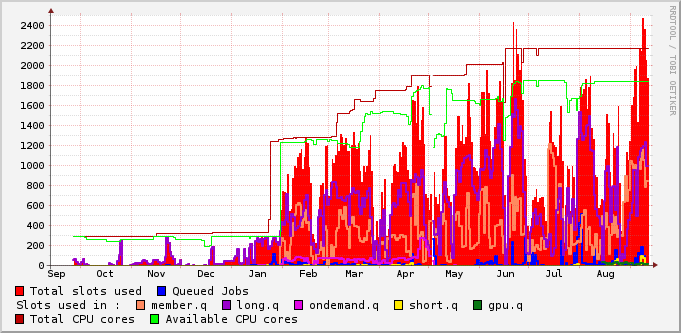 2400
2200
2000
1800
1600
1400
1200
1000
800
600
400
200
0
Sep Oct Nov Dec Jan Feb Mar Apr May Jun Jul Aug
Total slots used Queued Jobs
Slots used in : member.q long.q ondemand.q short.q gpu.q
Total CPU cores Available CPU cores
RRDTOOL / TOBI OETIKER